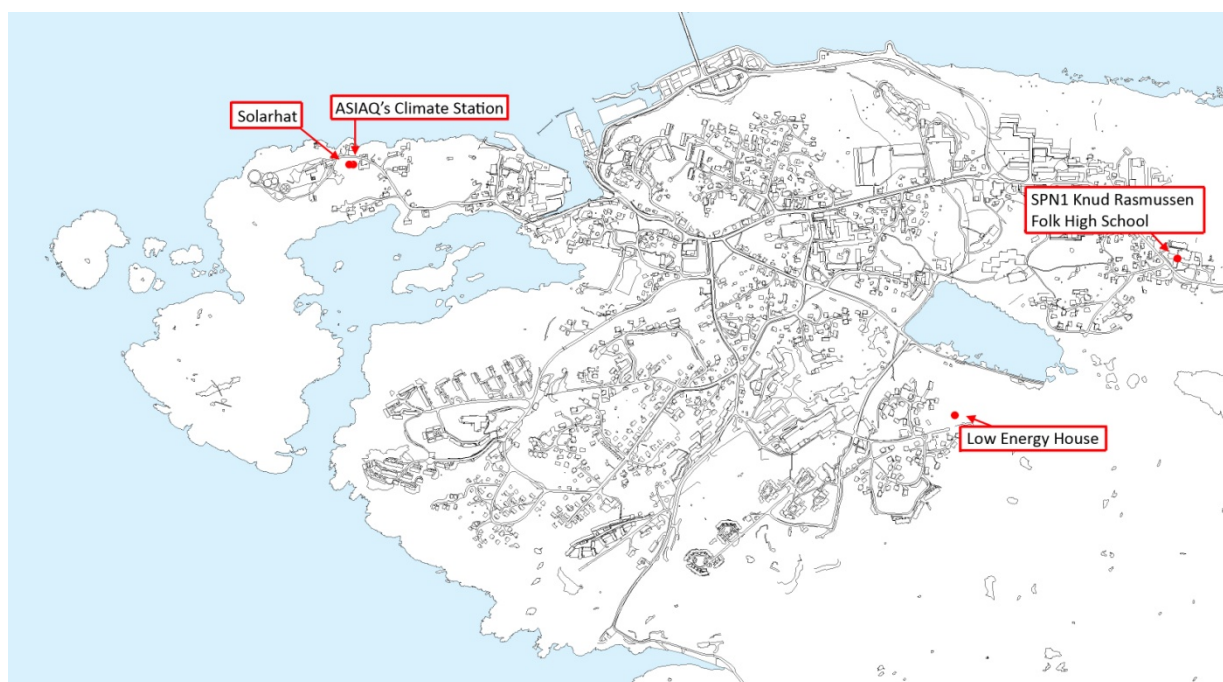 Solarhat
ASIAQ's Climate Station
SPN1 Knud Rasmussen
Folk High School
Low Energy House